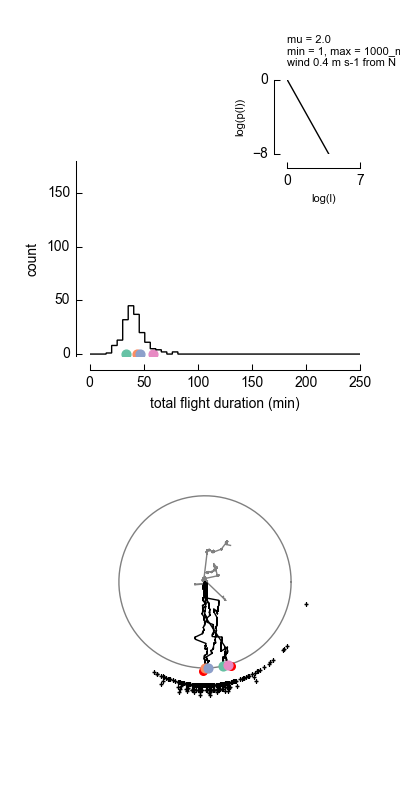 mu = 2.0
min = 1, max = 1000_
wind 0.4 m s-1 from N
0
log(p(l))
−8
0 7
log(l)
150
100
count
50
0
0 50 100 150 200 250
total flight duration (min)